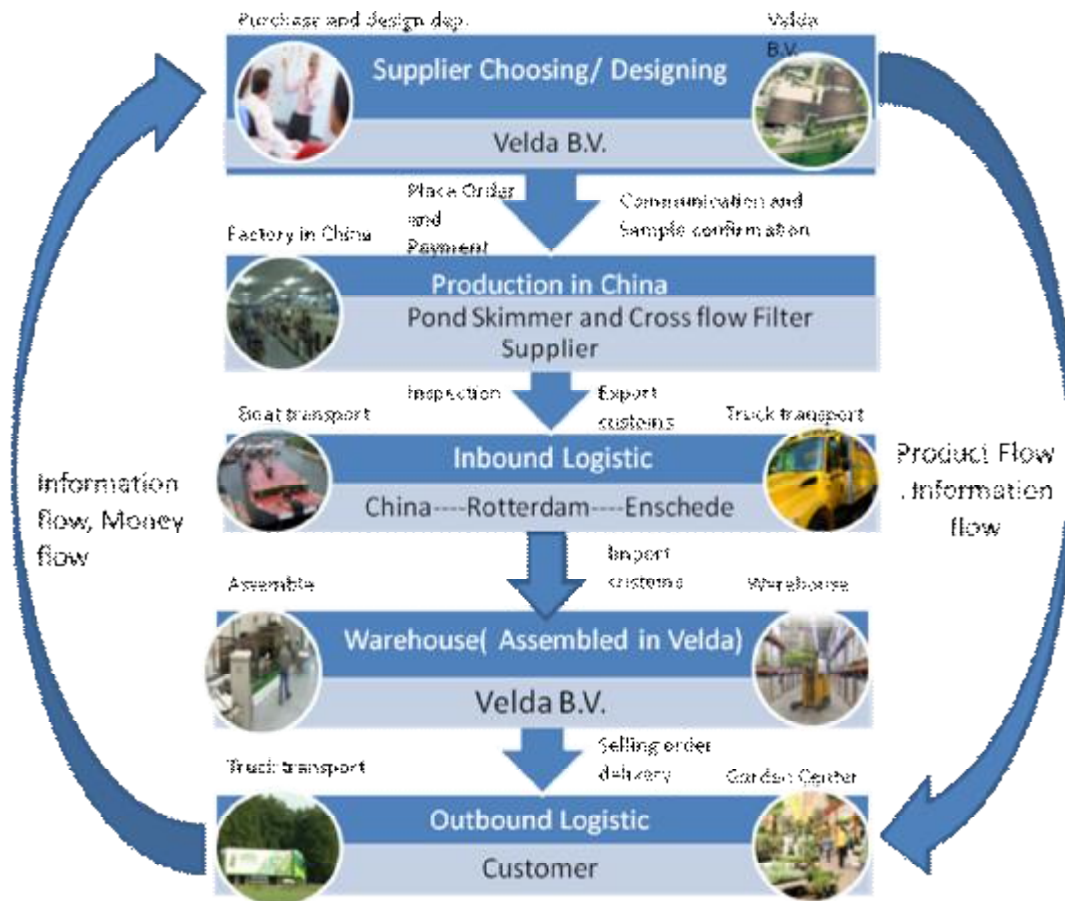 Purchase and design dep.
Velda
B.V.
Supplier Choosing/ Designing
Velda B.V.
Place Order
and
Payment
Communication and
Sample confirmation
Factory in China
Production in China
Pond Skimmer and Cross flow Filter
Supplier
Inspection
Export
customs
Boat transport
Truck transport
Inbound Logistic
China----Rotterdam----Enschede
Information
flow, Money
flow
Product Flow
. Information
flow
Import
customs
Assemble
Warehouse
Warehouse( Assembled in Velda)
Velda B.V.
Selling order
delivery
Truck transport
Garden Center
Outbound Logistic
Customer